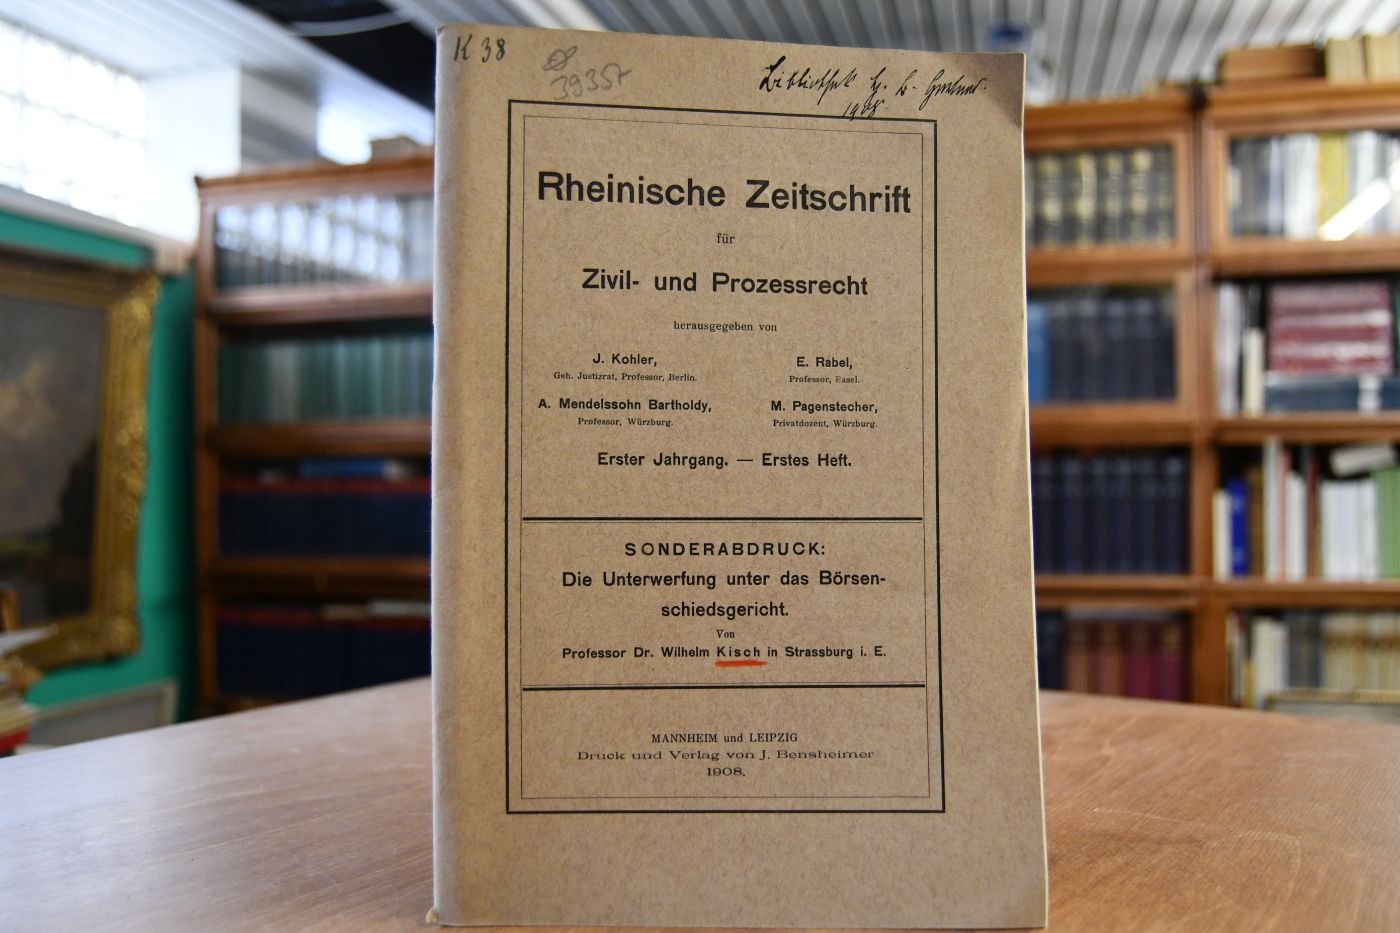 K 38
39357
Bibliothek
1908.
Rheinische Zeitschrift
für
Zivil- und Prozessrecht
herausgegeben von
J. Kohler,
Geh. Justizrat, Professor, Berlin.
E. Rabel,
Professor, Basel.
A. Mendelssohn Bartholdy,
Professor, Würzburg.
M. Pagenstecher,
Privatdozent, Würzburg.
Erster Jahrgang. — Erstes Heft.
SONDERABDRUCK:
Die Unterwerfung unter das Börsen-
schiedsgericht.
Von
Professor Dr. Wilhelm Kisch in Strassburg i. E.
MANNHEIM und LEIPZIG
Druck und Verlag von J. Bensheimer
1908.